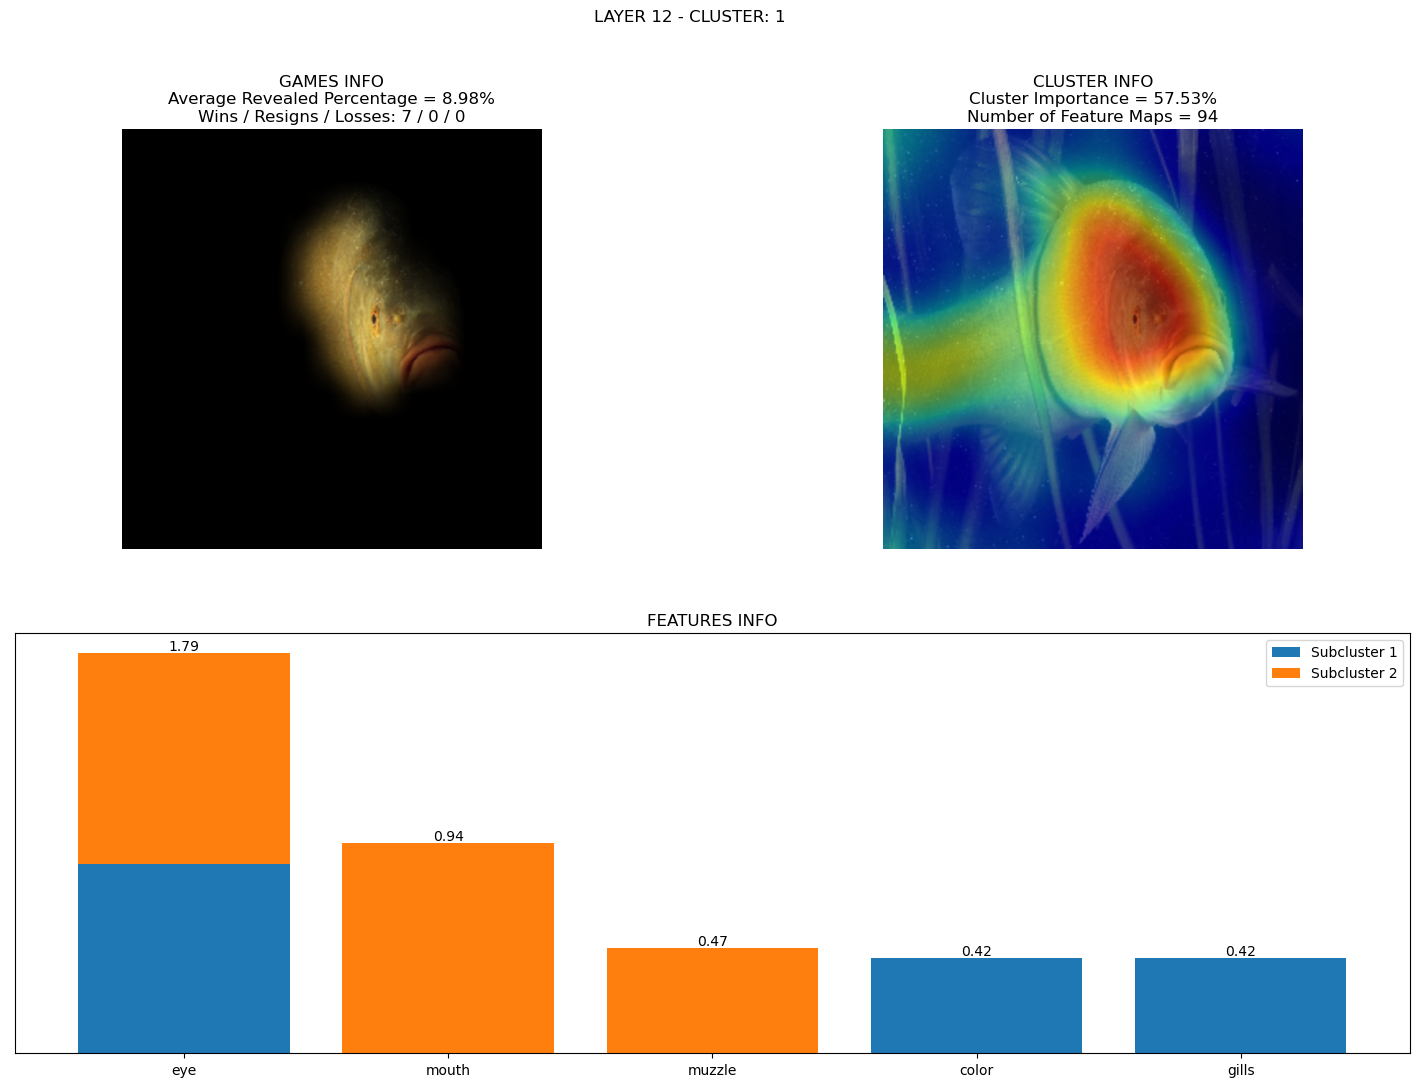 LAYER 12 - CLUSTER: 1
GAMES INFO
Average Revealed Percentage = 8.98%
Wins / Resigns / Losses: 7 / 0 / 0
CLUSTER INFO
Cluster Importance = 57.53%
Number of Feature Maps = 94
FEATURES INFO
Subcluster 1
Subcluster 2
1.79
0.94
0.47
0.42
0.42
eye
mouth
muzzle
color
gills